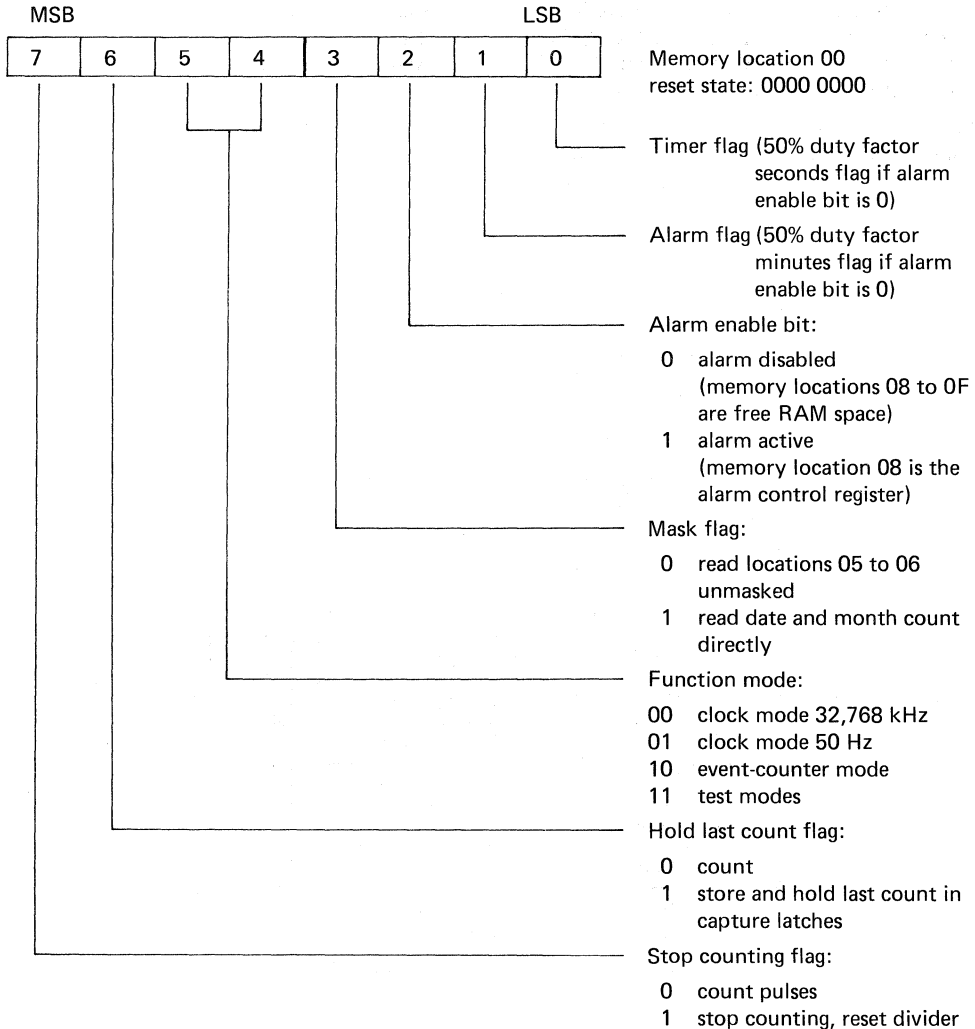 MSB LSB
7 6 5 4 3 2 1 0
Memory location 00
reset state: 0000 0000
Timer flag (50% duty factor
seconds flag if alarm
enable bit is 0)
Alarm flag (50% duty factor
minutes flag if alarm
enable bit is 0)
Alarm enable bit:
0 alarm disabled
(memory locations 08 to 0F
are free RAM space)
1 alarm active
(memory location 08 is the
alarm control register)
Mask flag:
0 read locations 05 to 06
unmasked
1 read date and month count
directly
Function mode:
00 clock mode 32,768 kHz
01 clock mode 50 Hz
10 event-counter mode
11 test modes
Hold last count flag:
0 count
1 store and hold last count in
capture latches
Stop counting flag:
0 count pulses
1 stop counting, reset divider